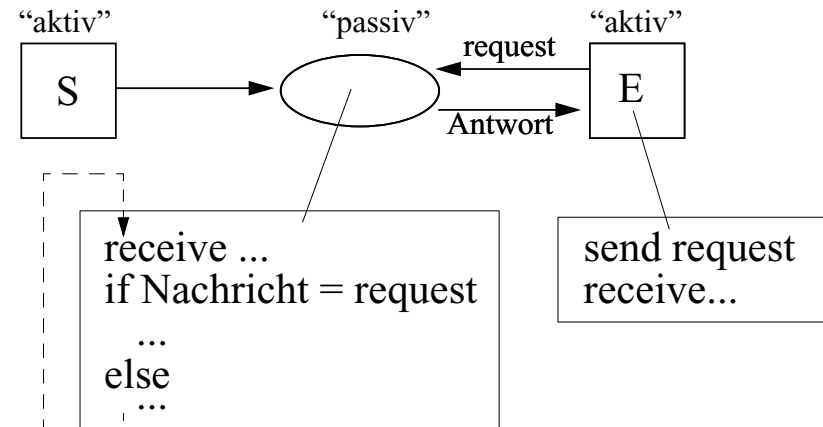 “aktiv” “passiv” “aktiv”
request
S E
Antwort
receive ...
if Nachricht = request
...
else
...
send request
receive...